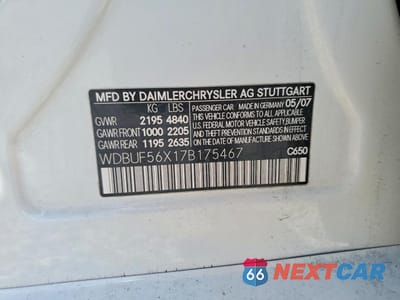 MFD BY DAIMLERCHRYSLER AG STUTTGART
KG LBS
GVWR 2195 4840
GAWR FRONT 1000 2205
GAWR REAR 1195 2635
PASSENGER CAR MADE IN GERMANY 05/07
THIS VEHICLE CONFORMS TO ALL APPLICABLE
U.S. FEDERAL MOTOR VEHICLE SAFETY, BUMPER
AND THEFT PREVENTION STANDARDS IN EFFECT
ON THE DATE OF MANUFACTURE SHOWN ABOVE
WDBUF56X17B175467
C650
66 NEXTCAR